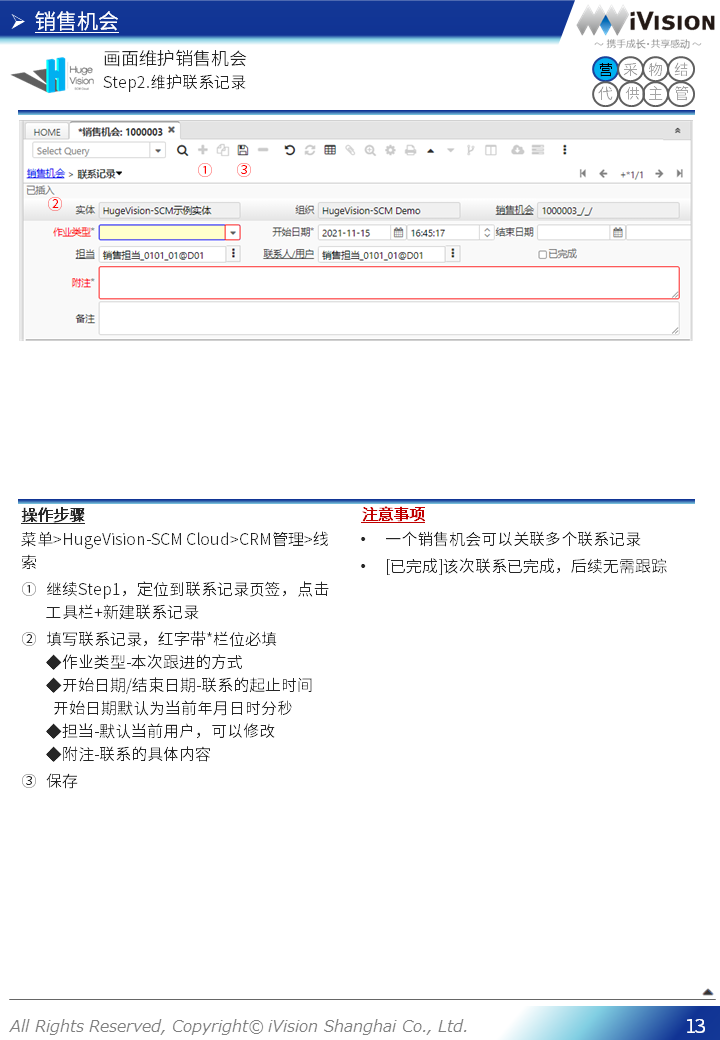 ➢ 销售机会
iVISION
～ 携手成长·共享感动 ～
Huge
Vision
SCM Cloud
画面维护销售机会
Step2.维护联系记录
营 采 物 结
代 供 主 管
HOME *销售机会: 1000003 ×
Select Query
① ③
销售机会 > 联系记录 +*1/1
已插入
②
实体 HugeVision-SCM示例实体 组织 HugeVision-SCM Demo 销售机会 1000003_/_/
作业类型* 开始日期* 2021-11-15 16:45:17 结束日期
担当 销售担当_0101_01@D01 联系人/用户 销售担当_0101_01@D01 已完成
附注*
备注
操作步骤
菜单>HugeVision-SCM Cloud>CRM管理>线
索
① 继续Step1，定位到联系记录页签，点击
工具栏+新建联系记录
② 填写联系记录，红字带*栏位必填
◆作业类型-本次跟进的方式
◆开始日期/结束日期-联系的起止时间
开始日期默认为当前年月日时分秒
◆担当-默认当前用户，可以修改
◆附注-联系的具体内容
③ 保存
注意事项
• 一个销售机会可以关联多个联系记录
• [已完成]该次联系已完成，后续无需跟踪
All Rights Reserved, Copyright© iVision Shanghai Co., Ltd.
13